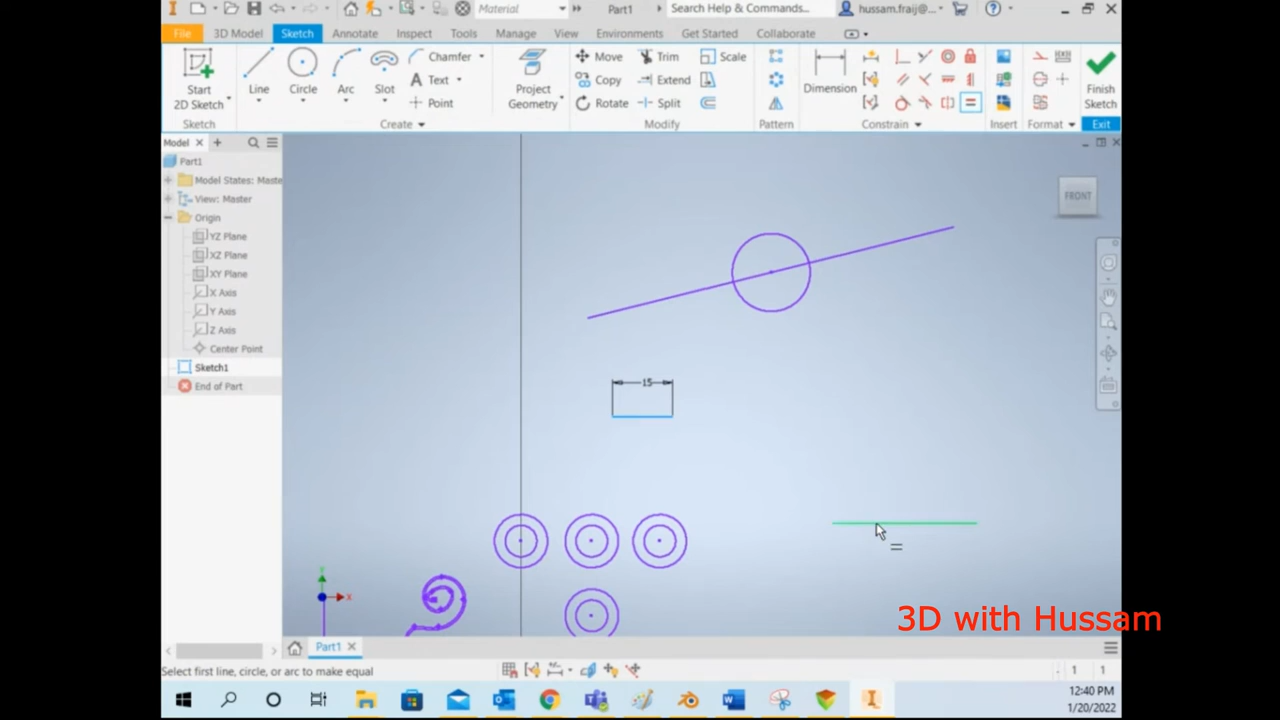 Material
Part1
Search Help & Commands...
hussam.fraij@...
File
3D Model
Sketch
Annotate
Inspect
Tools
Manage
View
Environments
Get Started
Collaborate
Start
2D Sketch
Line
Circle
Arc
Slot
Chamfer
Text
Point
Project
Geometry
Move
Copy
Rotate
Trim
Extend
Split
Scale
Dimension
Finish
Sketch
Sketch
Create
Modify
Pattern
Constrain
Insert
Format
Exit
Model
Part1
Model States: Maste
View: Master
Origin
YZ Plane
XZ Plane
XY Plane
X Axis
Y Axis
Z Axis
Center Point
Sketch1
End of Part
FRONT
15
Y
X
3D with Hussam
Part1
Select first line, circle, or arc to make equal
1
1
12:40 PM
1/20/2022